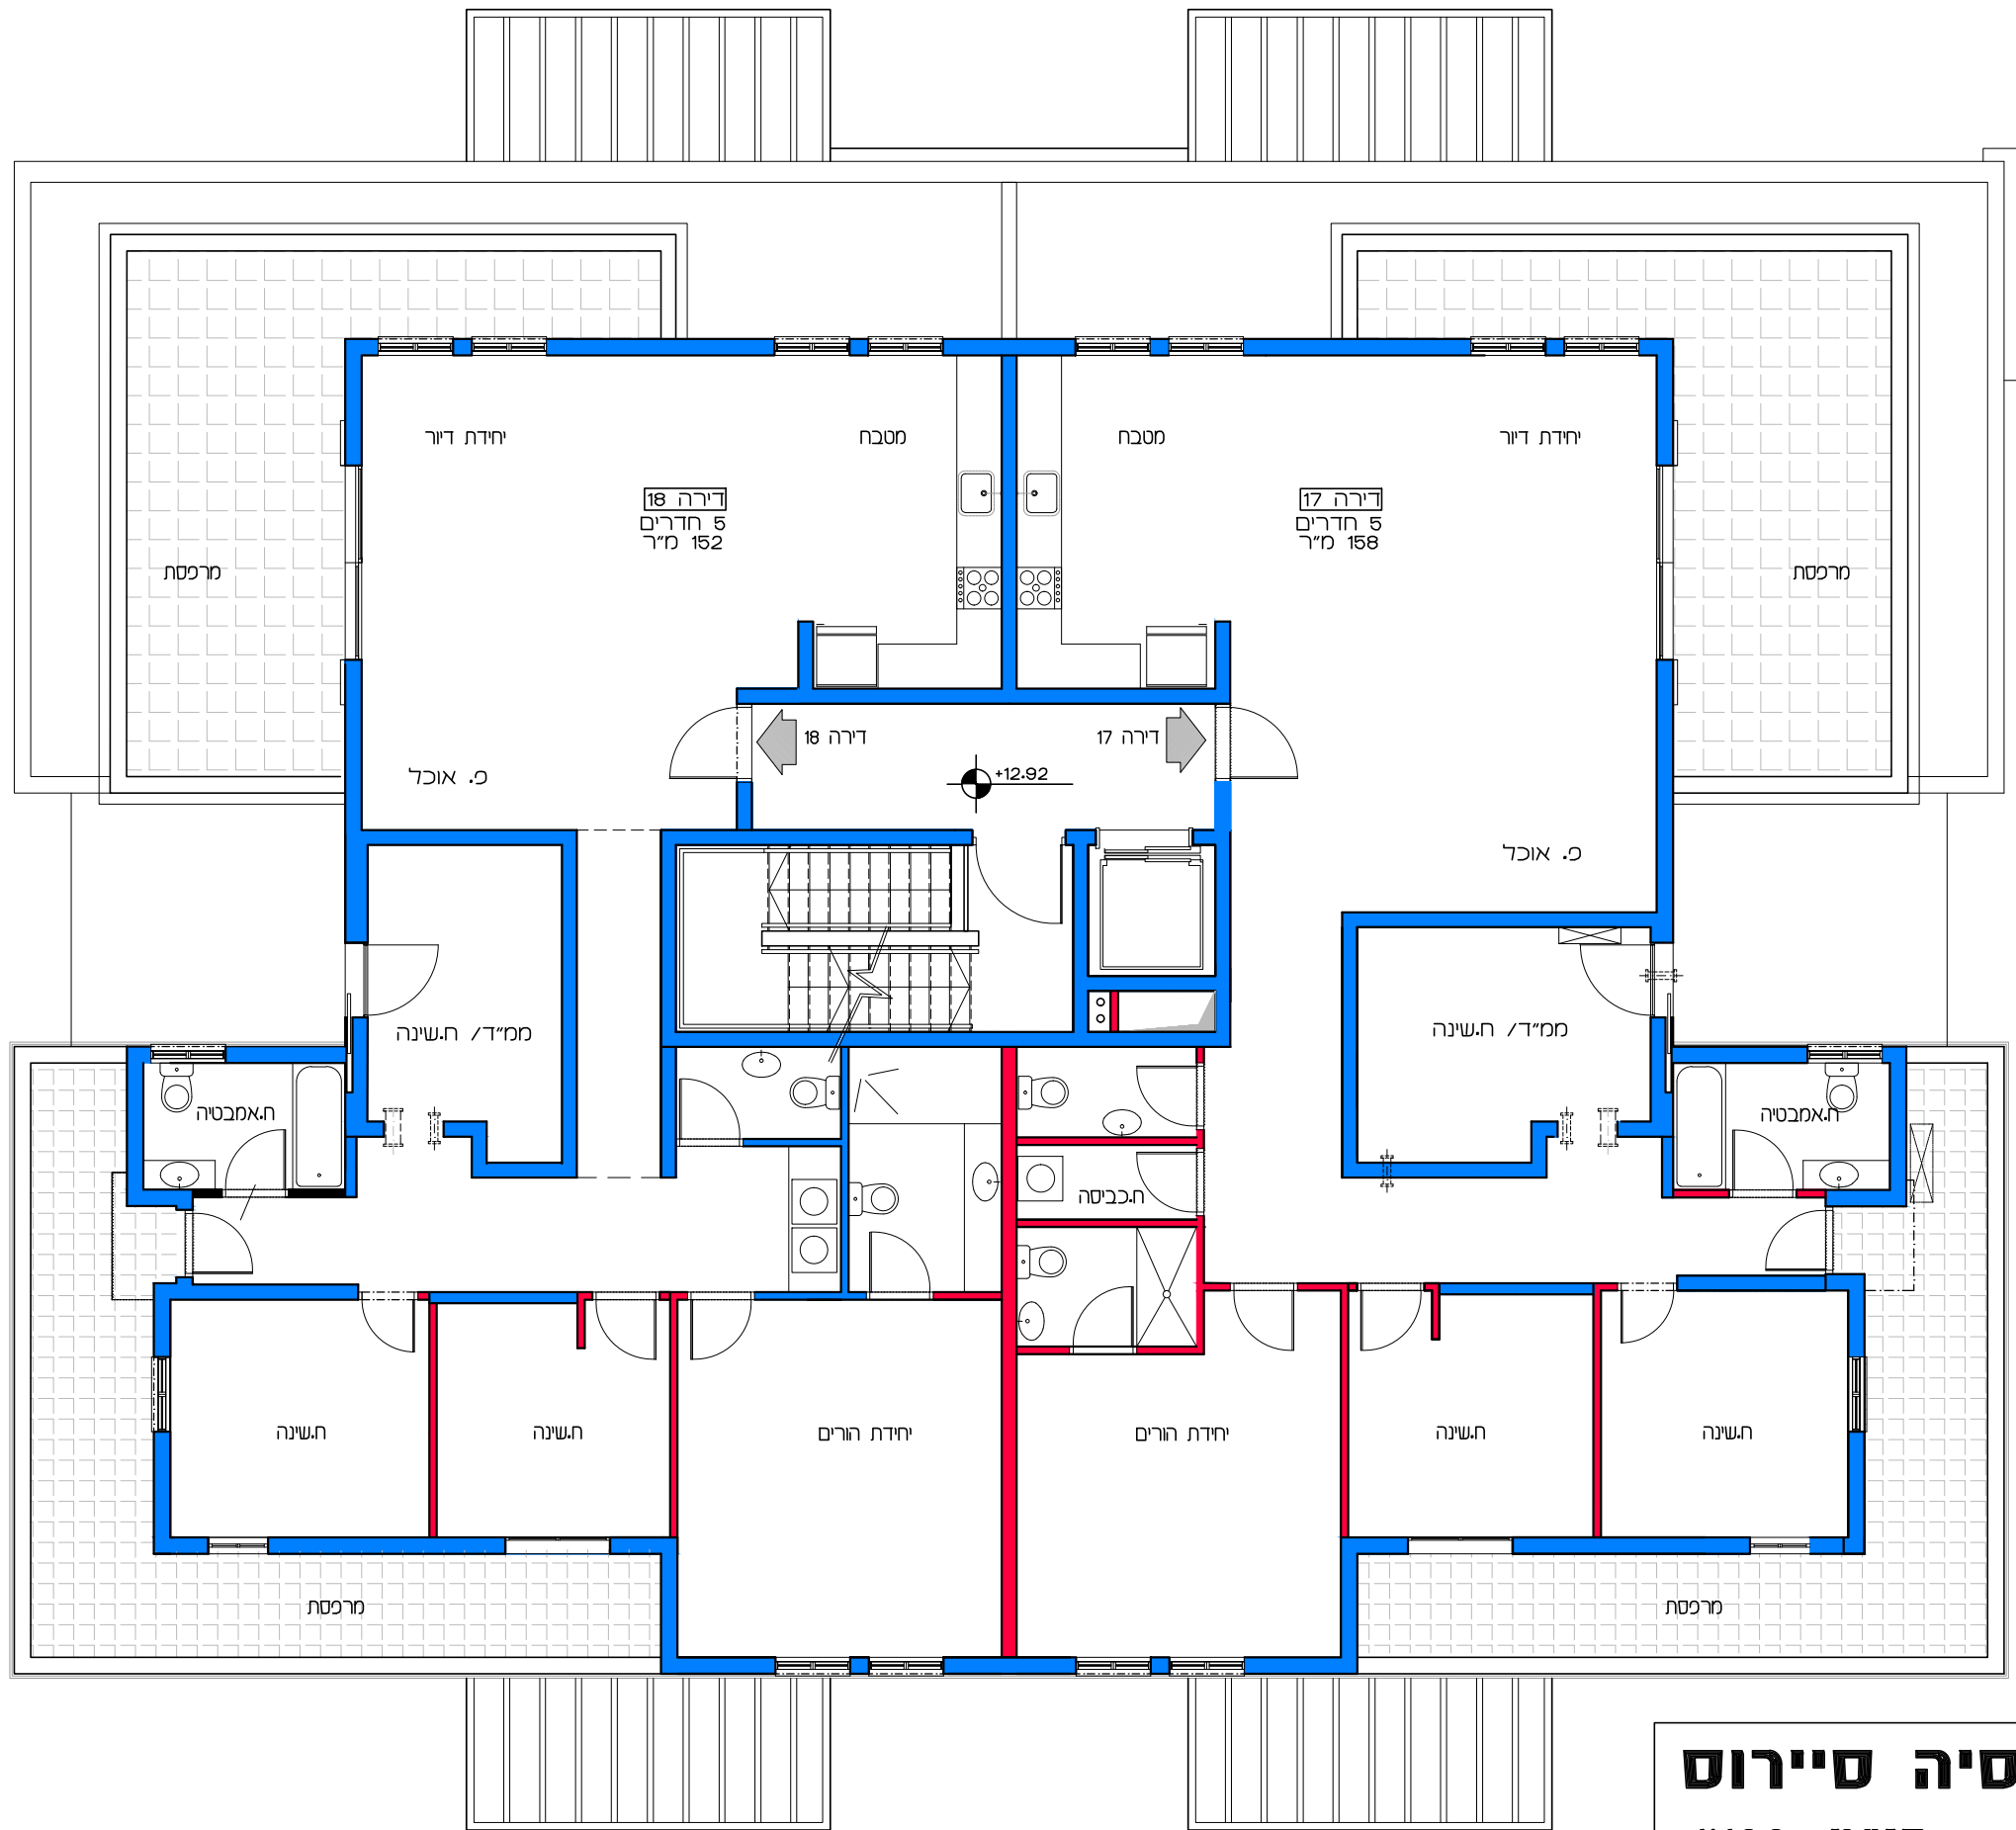 יחידת דיור
מטבח
מטבח
יחידת דיור
דירה 18
5 חדרים
152 מ"ר
דירה 17
5 חדרים
158 מ"ר
מרפסת
מרפסת
דירה 18
דירה 17
+12.92
פ. אוכל
פ. אוכל
ממ"ד/ ח.שינה
ממ"ד/ ח.שינה
ח.אמבטיה
ח.אמבטיה
ח.כביסה
ח.שינה
ח.שינה
יחידת הורים
יחידת הורים
ח.שינה
ח.שינה
מרפסת
מרפסת
סיירוס